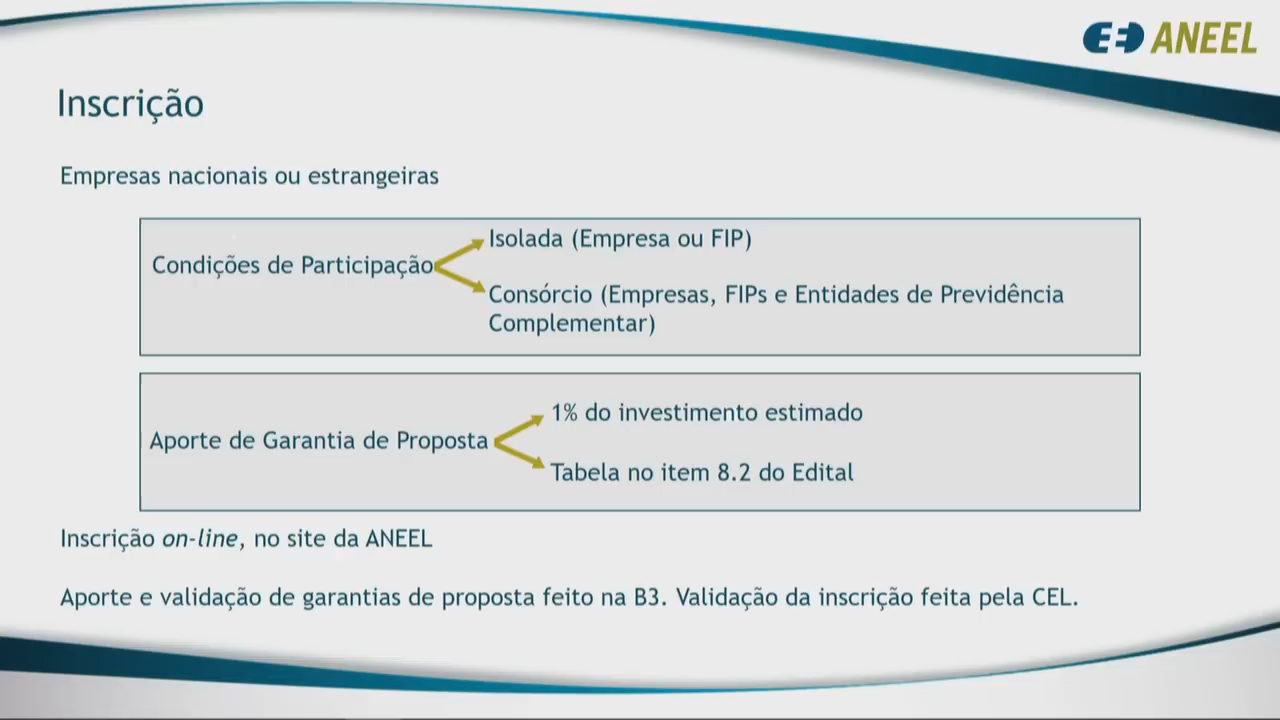 ANEEL
Inscrição
Empresas nacionais ou estrangeiras
Condições de Participação
Isolada (Empresa ou FIP)
Consórcio (Empresas, FIPs e Entidades de Previdência
Complementar)
Aporte de Garantia de Proposta
1% do investimento estimado
Tabela no item 8.2 do Edital
Inscrição on-line, no site da ANEEL
Aporte e validação de garantias de proposta feito na B3. Validação da inscrição feita pela CEL.